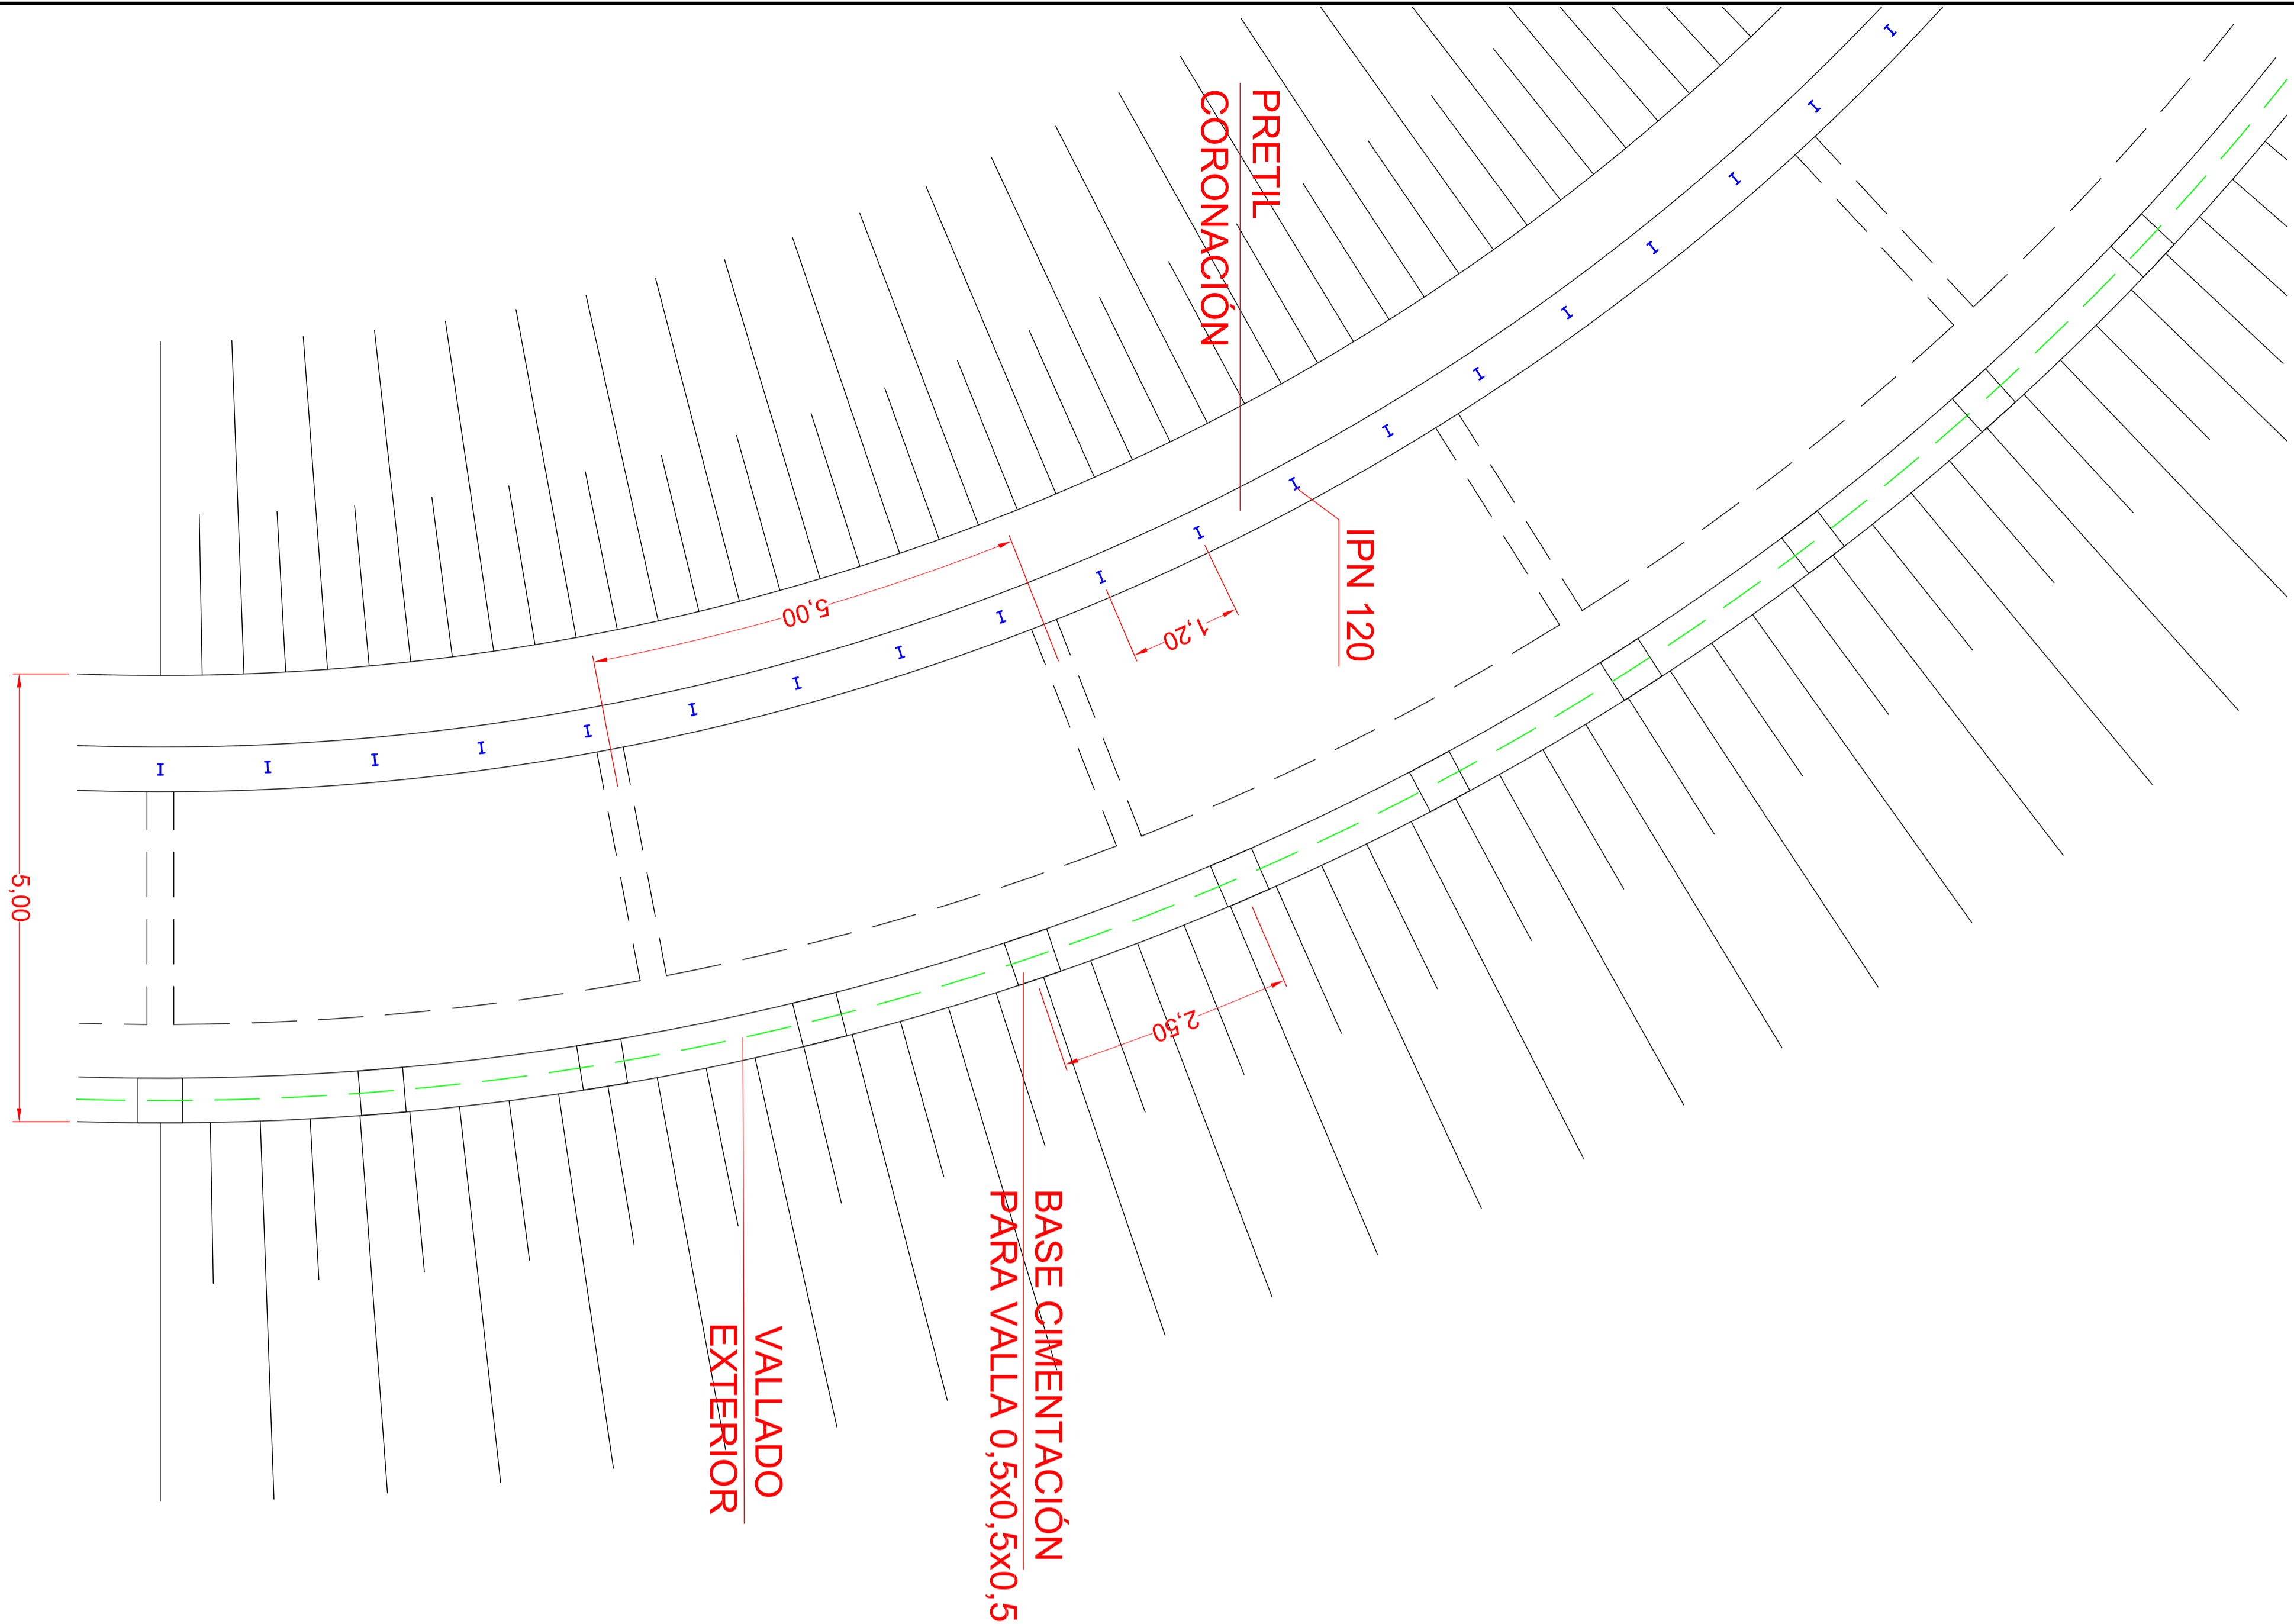 PRETIL
CORONACIÓN
IPN 120
5,00
1,20
5,00
2,50
BASE CIMENTACIÓN
PARA VALLA 0,5x0,5x0,5
VALLADO
EXTERIOR